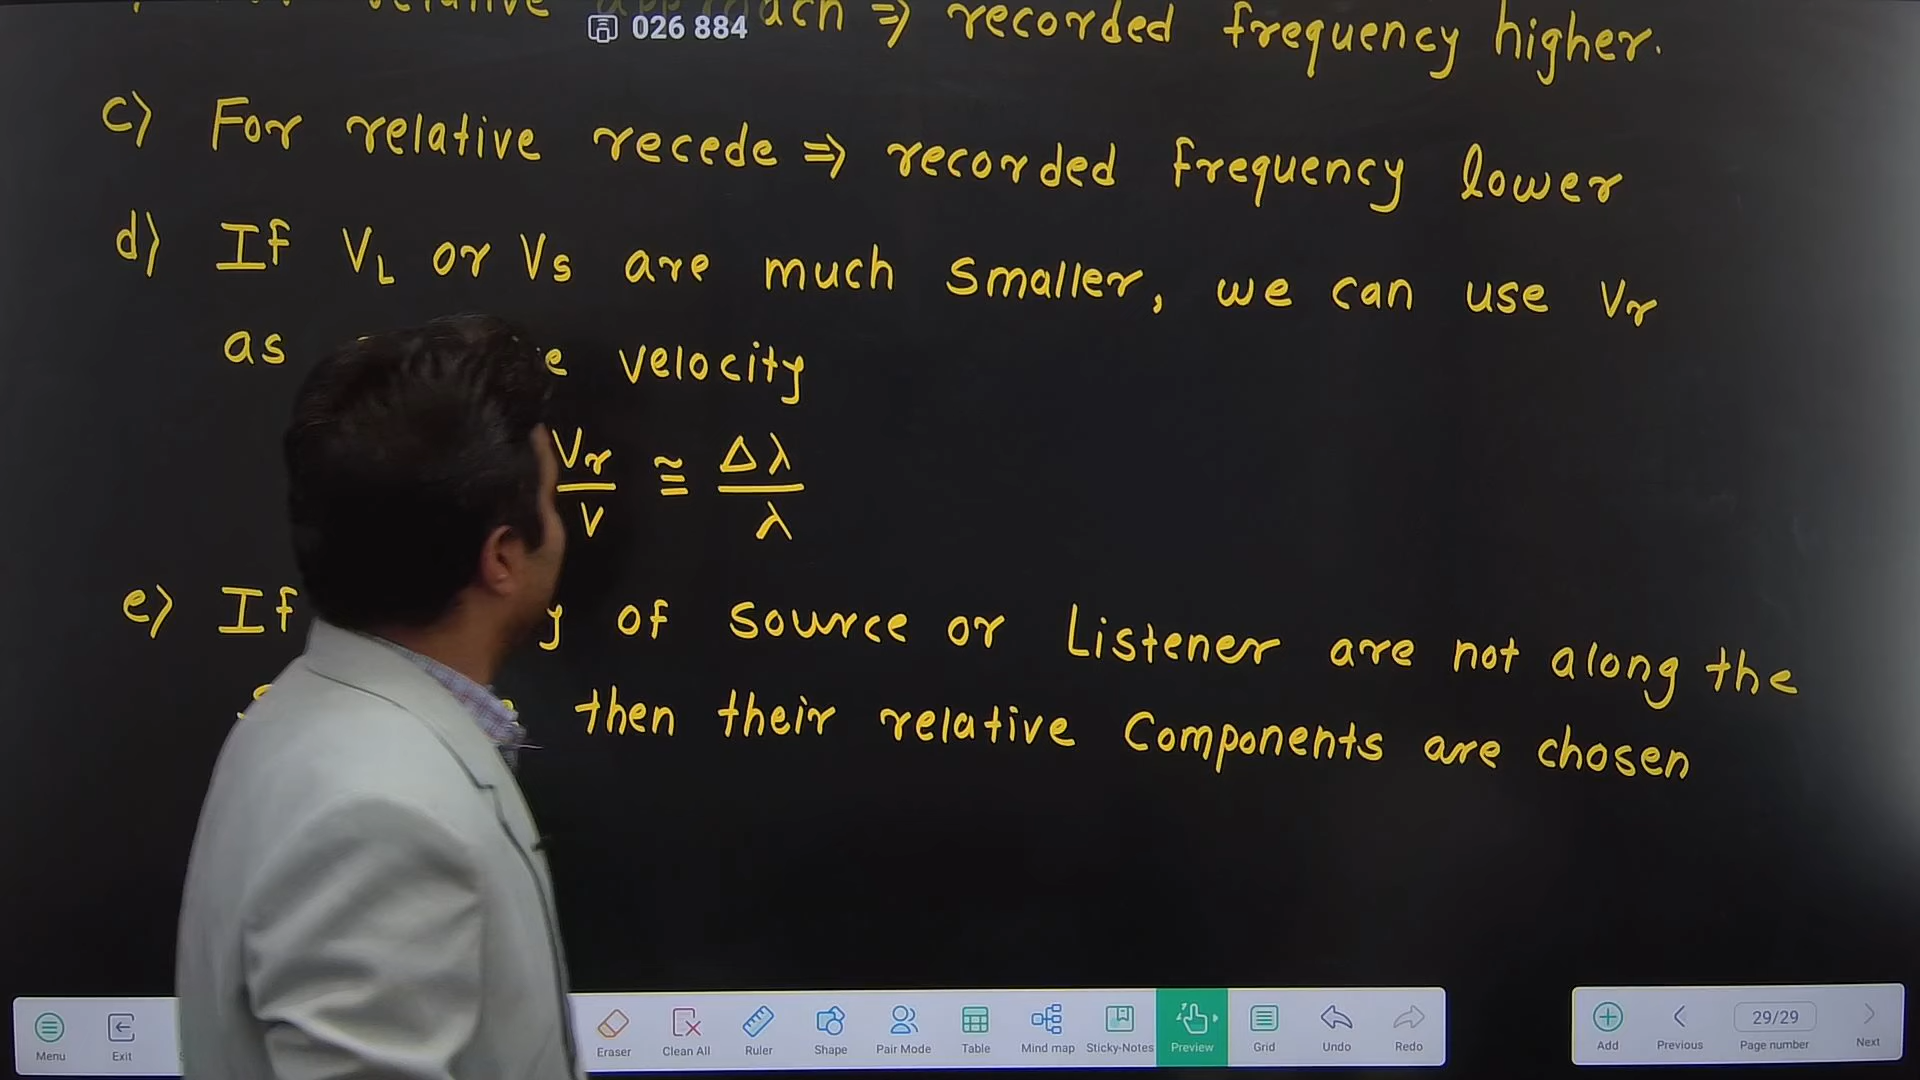 relative approach ⇒ recorded frequency higher.
026 884
c) For relative recede ⇒ recorded frequency lower
d) If VL or Vs are much smaller, we can use Vr
as velocity
Vr/V ≅ Δλ/λ
e) If of source or Listener are not along the
then their relative components are chosen
Menu Exit Eraser Clean All Ruler Shape Pair Mode Table Mind map Sticky-Notes Preview Grid Undo Redo Add Previous 29/29 Page number Next